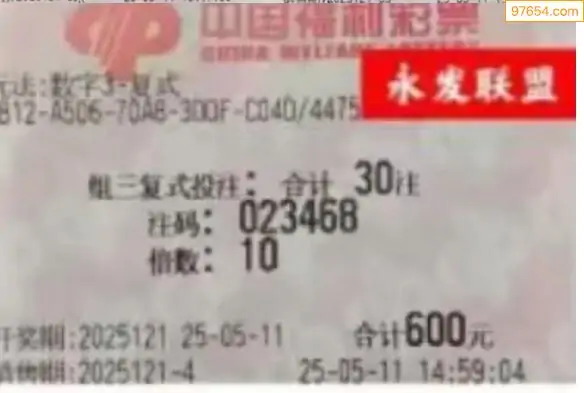 97654.com
中国福利彩票
CHINA WELFARE LOTTERY
永发联盟
玩法:数字3-复式
B12-A506-70A8-300F-C04D/4475
组三复式投注: 合计 30注
注码: 023468
倍数: 10
开奖期:2025121 25-05-11 合计600元
销售期:2025121-4 25-05-11 14:59:04